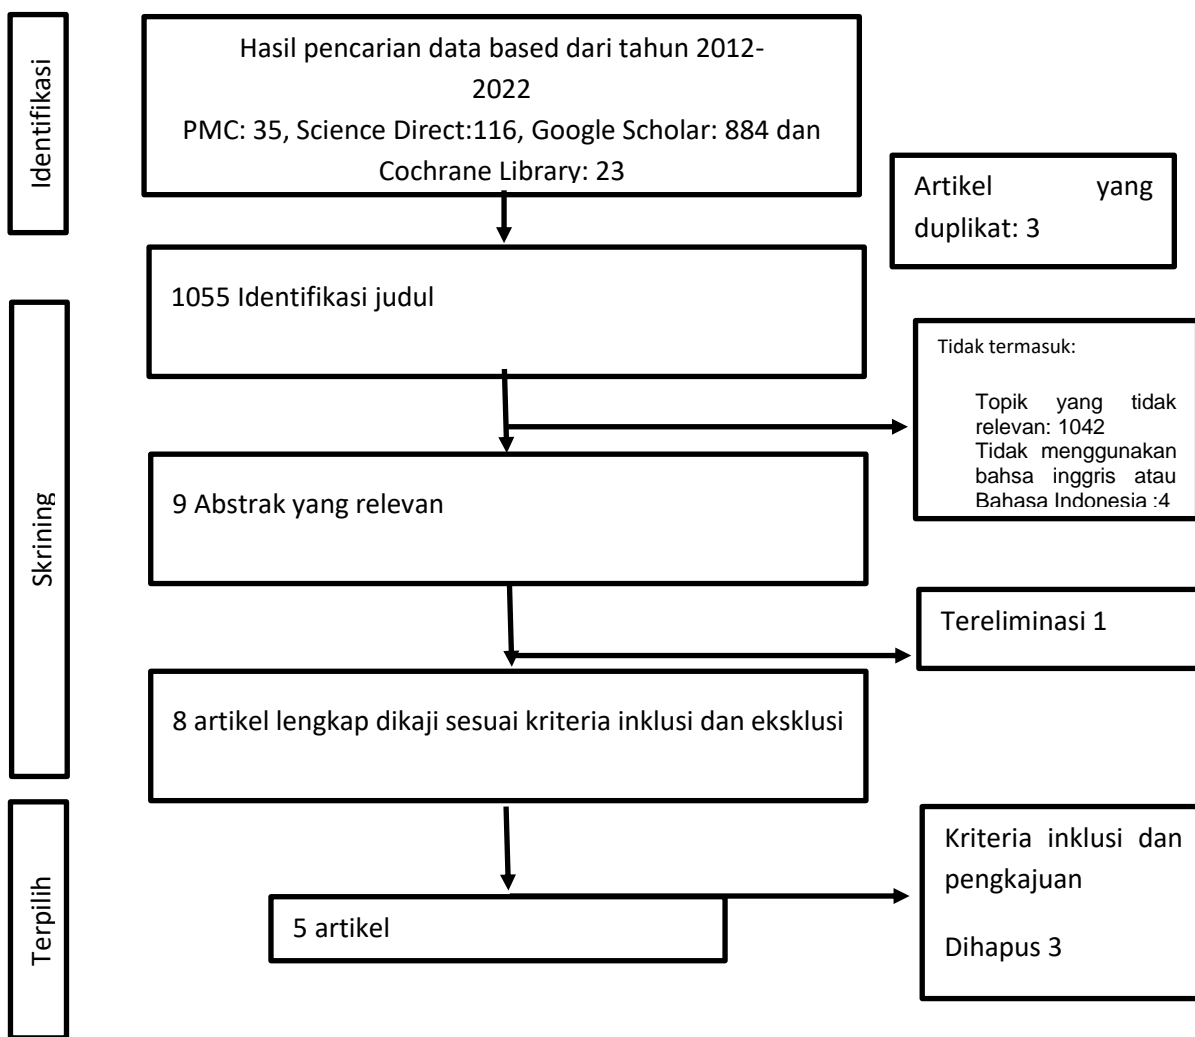 Identifikasi
Hasil pencarian data based dari tahun 2012-
2022
PMC: 35, Science Direct:116, Google Scholar: 884 dan
Cochrane Library: 23
Artikel yang
duplikat: 3
1055 Identifikasi judul
Skrining
Tidak termasuk:
Topik yang tidak
relevan: 1042
Tidak menggunakan
bahsa inggris atau
Bahasa Indonesia :4
9 Abstrak yang relevan
Tereliminasi 1
8 artikel lengkap dikaji sesuai kriteria inklusi dan eksklusi
Terpilih
Kriteria inklusi dan
pengkajuan
Dihapus 3
5 artikel